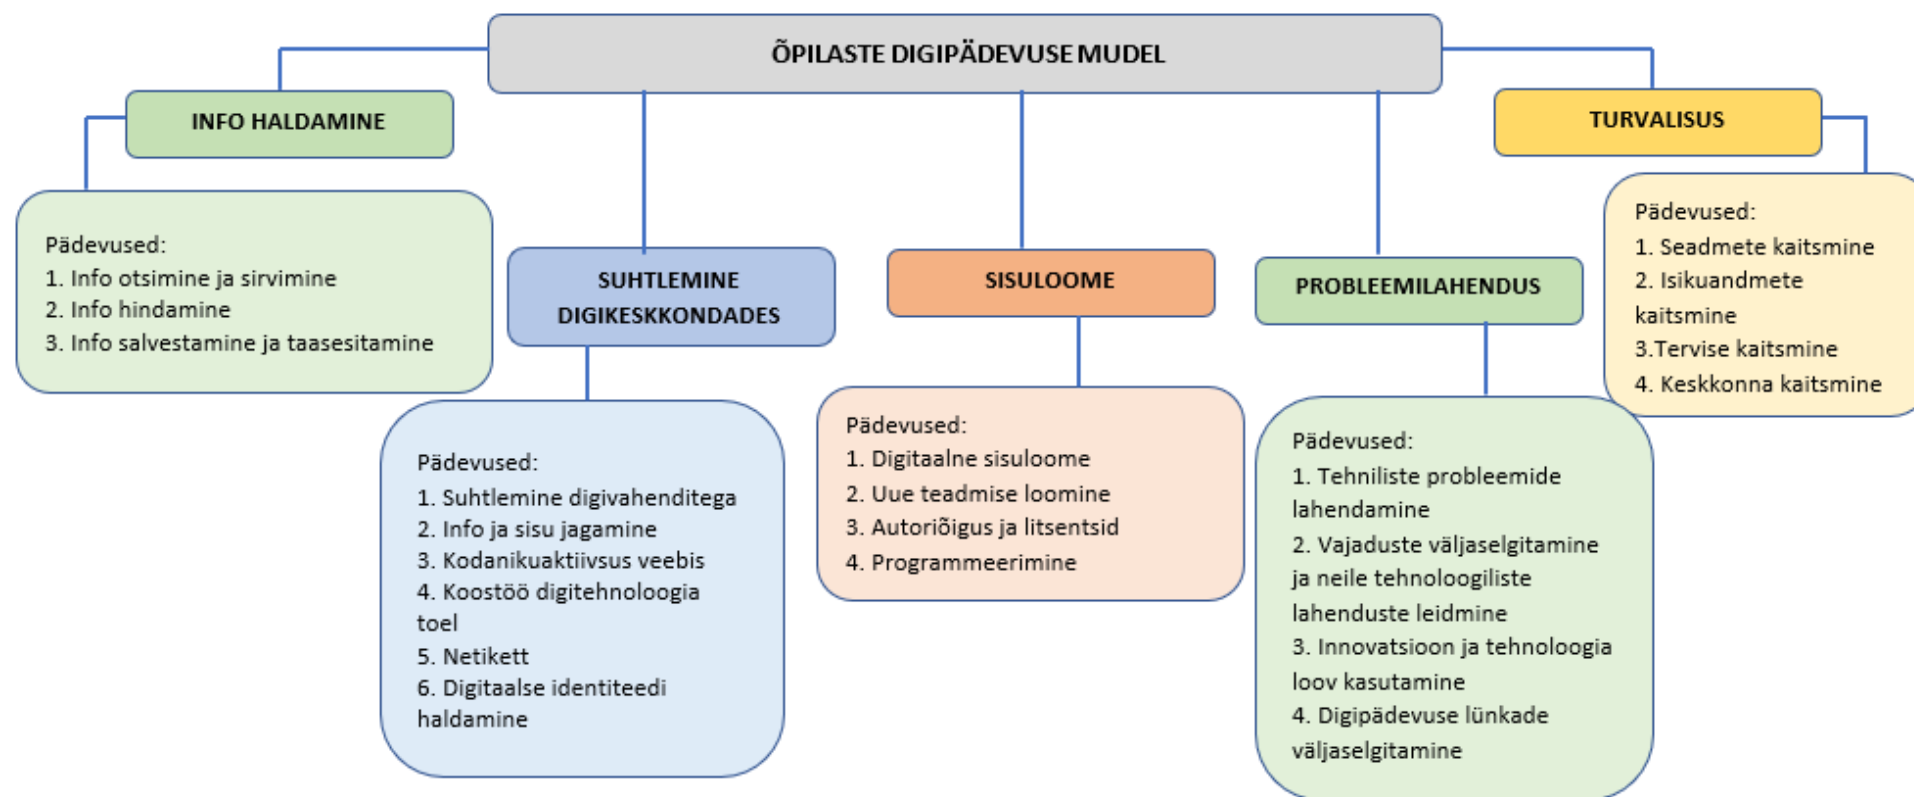 ÕPILASTE DIGIPÄDEVUSE MUDEL
INFO HALDAMINE
Pädevused:
1. Info otsimine ja sirvimine
2. Info hindamine
3. Info salvestamine ja taasesitamine
SUHTLEMINE
DIGIKESKKONDADES
Pädevused:
1. Suhtlemine digivahenditega
2. Info ja sisu jagamine
3. Kodanikuaktiivsus veebis
4. Koostöö digitehnoloogia
toel
5. Netikett
6. Digitaalse identiteedi
haldamine
SISULOOME
Pädevused:
1. Digitaalne sisuloome
2. Uue teadmise loomine
3. Autoriõigus ja litsentsid
4. Programmeerimine
PROBLEEMILAHENDUS
Pädevused:
1. Tehniliste probleemide
lahendamine
2. Vajaduste väljaselgitamine
ja neile tehnoloogiliste
lahenduste leidmine
3. Innovatsioon ja tehnoloogia
loov kasutamine
4. Digipädevuse lünkade
väljaselgitamine
TURVALISUS
Pädevused:
1. Seadmete kaitsmine
2. Isikuandmete
kaitsmine
3.Tervise kaitsmine
4. Keskkonna kaitsmine